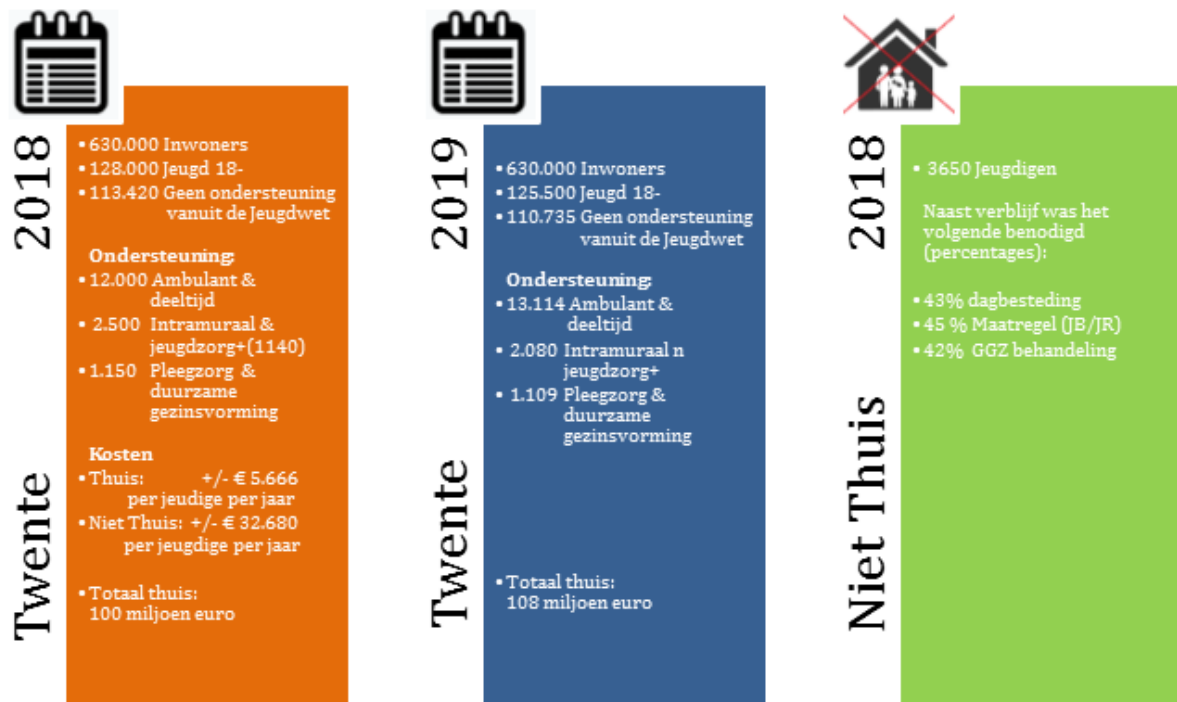 2018
Twente
▪ 630.000 Inwoners
▪ 128.000 Jeugd 18-
▪ 113.420 Geen ondersteuning
vanuit de Jeugdwet
Ondersteuning:
▪ 12.000 Ambulant &
deeltijd
▪ 2.500 Intramuraal &
jeugdzorg+(1140)
▪ 1.150 Pleegzorg &
duurzame
gezinsvorming
Kosten
▪ Thuis: +/- € 5.666
per jeudige per jaar
▪ Niet Thuis: +/- € 32.680
per jeugdige per jaar
▪ Totaal thuis:
100 miljoen euro
2019
Twente
▪ 630.000 Inwoners
▪ 125.500 Jeugd 18-
▪ 110.735 Geen ondersteuning
vanuit de Jeugdwet
Ondersteuning:
▪ 13.114 Ambulant &
deeltijd
▪ 2.080 Intramuraal n
jeugdzorg+
▪ 1.109 Pleegzorg &
duurzame
gezinsvorming
▪ Totaal thuis:
108 miljoen euro
2018
Niet Thuis
▪ 3650 Jeugdigen
Naast verblijf was het
volgende benodigd
(percentages):
▪ 43% dagbesteding
▪ 45 % Maatregel (JB/JR)
▪ 42% GGZ behandeling